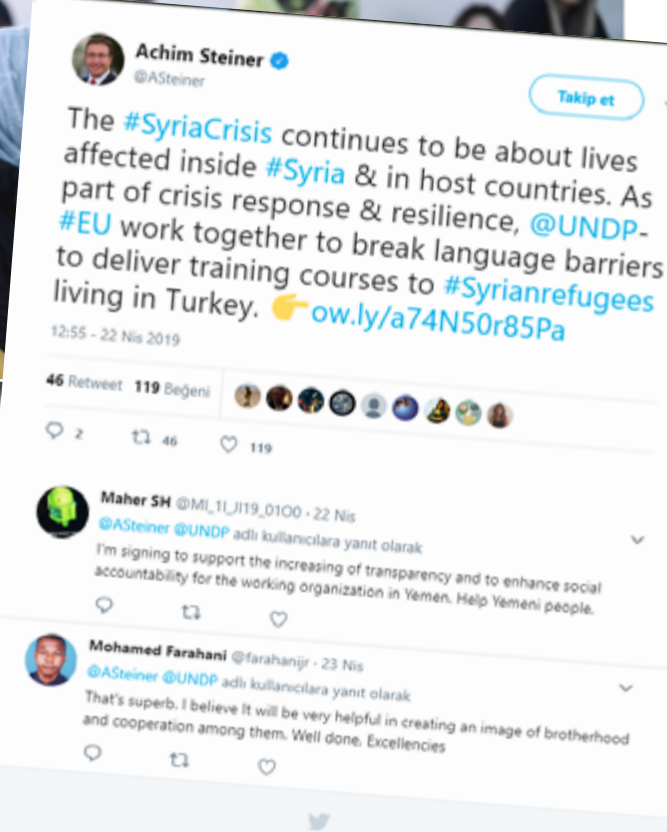 Achim Steiner
@ASteiner
Takip et
The #SyriaCrisis continues to be about lives
affected inside #Syria & in host countries. As
part of crisis response & resilience, @UNDP-
#EU work together to break language barriers
to deliver training courses to #Syrianrefugees
living in Turkey. 👉ow.ly/a74N50r85Pa
12:55 - 22 Nis 2019
46 Retweet 119 Beğeni
2 46 119
Maher SH @MI_1I_JI19_01O0 · 22 Nis
@ASteiner @UNDP adlı kullanıcılara yanıt olarak
I'm signing to support the increasing of transparency and to enhance social
accountability for the working organization in Yemen. Help Yemeni people.
Mohamed Farahani @farahanijr · 23 Nis
@ASteiner @UNDP adlı kullanıcılara yanıt olarak
That's superb. I believe It will be very helpful in creating an image of brotherhood
and cooperation among them. Well done, Excellencies